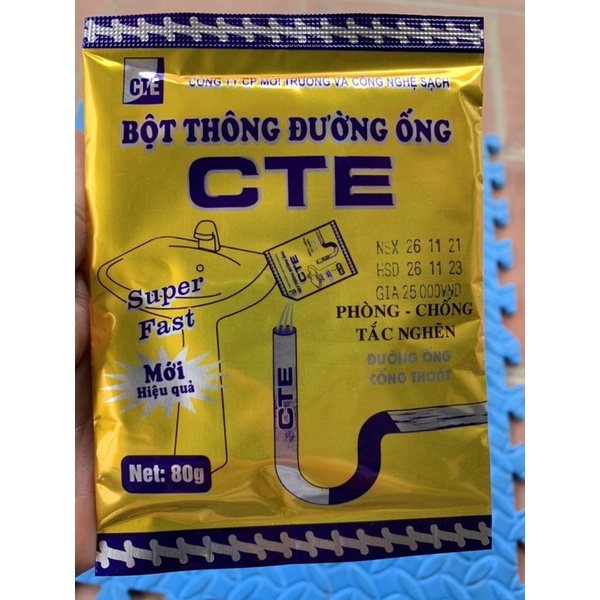 CTE
CÔNG TY CP MÔI TRƯỜNG VÀ CÔNG NGHỆ SẠCH
BỘT THÔNG ĐƯỜNG ỐNG
CTE
NSX 26 11 21
HSD 26 11 23
GIA 25 000VND
CTE
Super
Fast
PHÒNG - CHỐNG
TẮC NGHẼN
ĐƯỜNG ỐNG
CỐNG THOÁT
Mới
Hiệu quả
CTE
Net: 80g